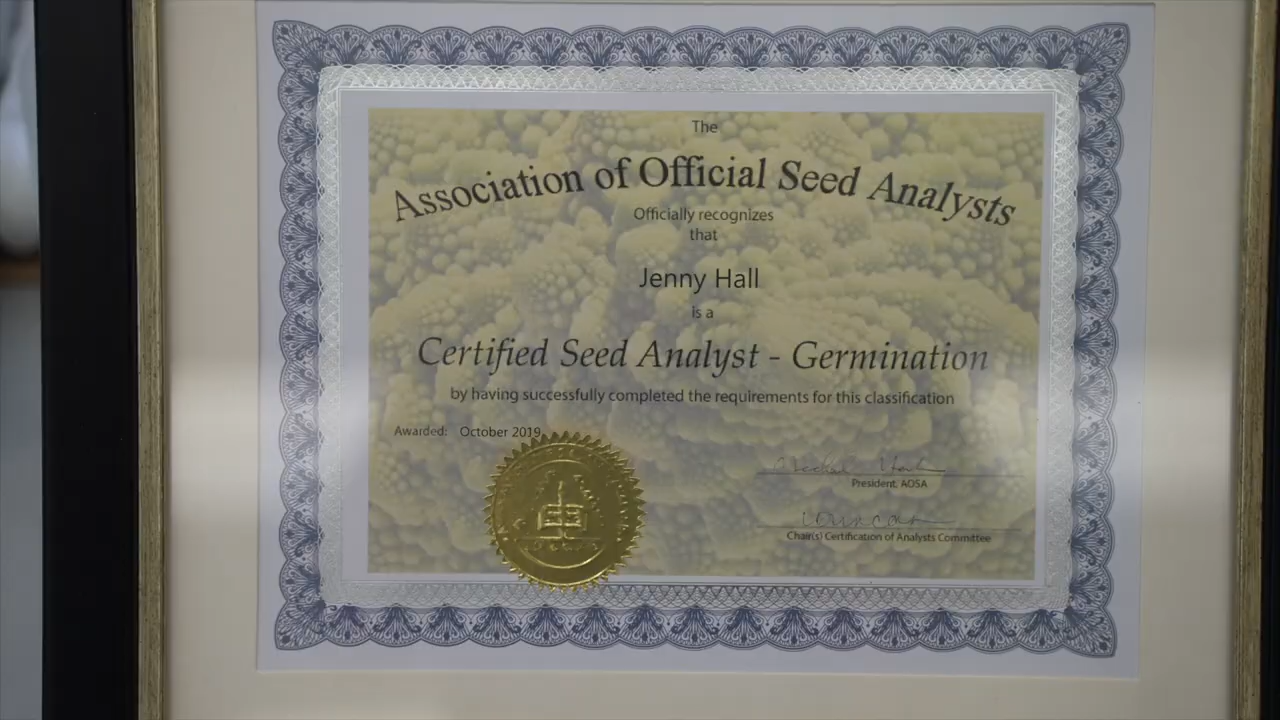 The
Association of Official Seed Analysts
Officially recognizes
that
Jenny Hall
is a
Certified Seed Analyst - Germination
by having successfully completed the requirements for this classification
Awarded: October 2019
President, AOSA
Chair(s) Certification of Analysts Committee